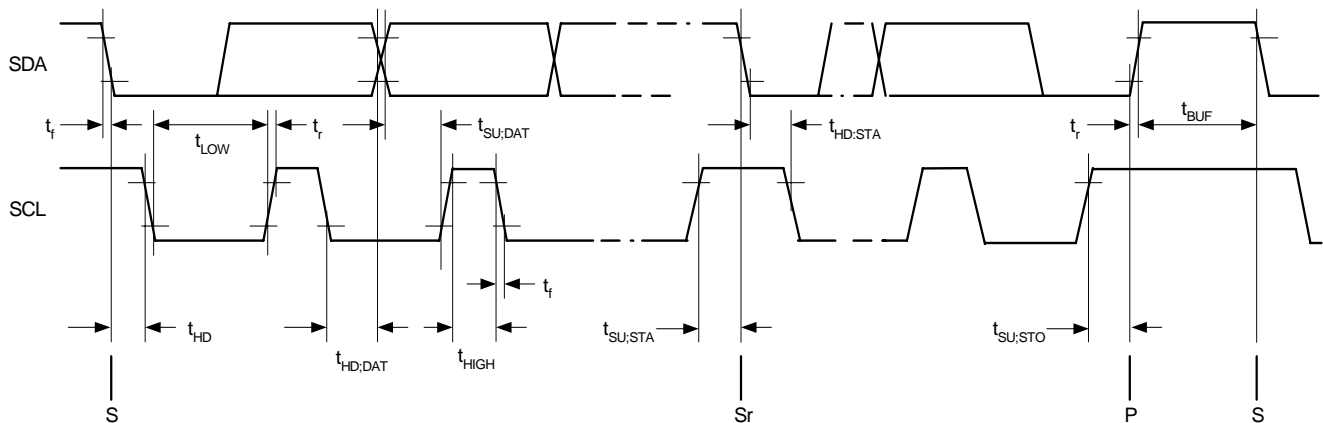 SDA
t_f
t_LOW
t_r
t_SU;DAT
t_HD;STA
t_r
t_BUF
SCL
t_f
t_HD
t_HD;DAT
t_HIGH
t_SU;STA
t_SU;STO
S
Sr
P
S